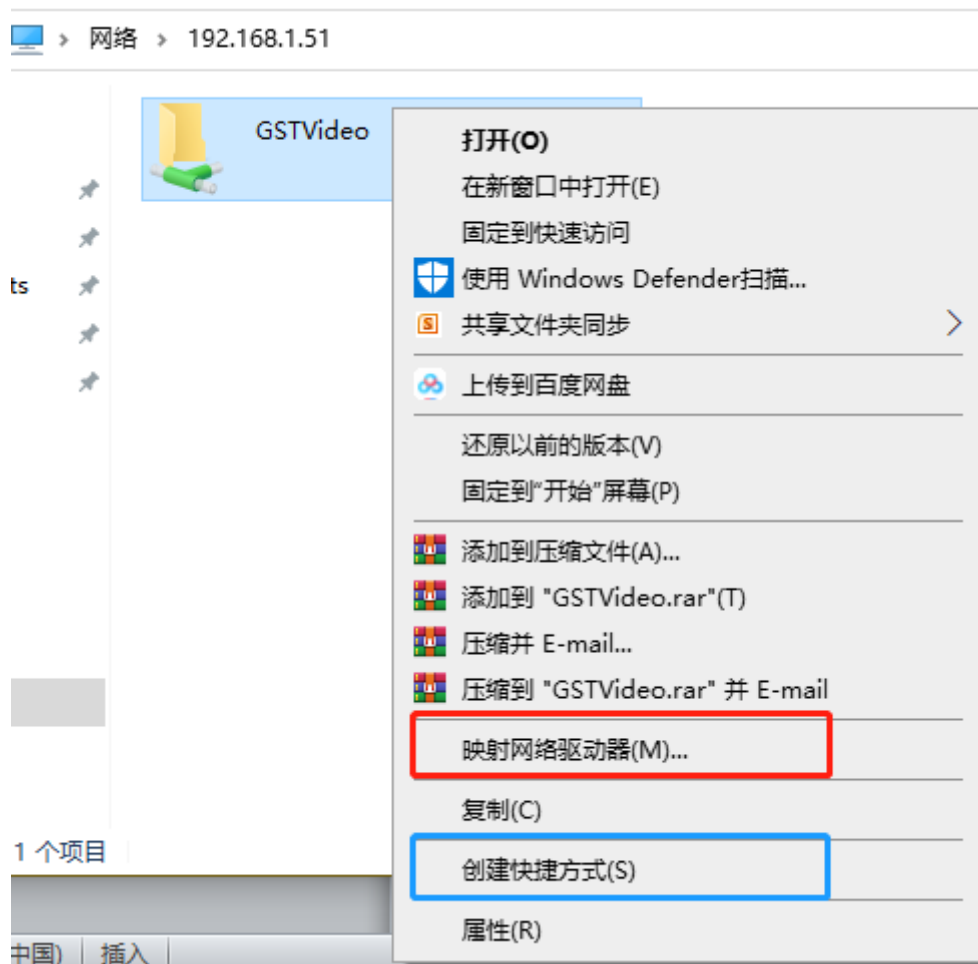 网络 › 192.168.1.51
GSTVideo
打开(O)
在新窗口中打开(E)
固定到快速访问
ts
使用 Windows Defender扫描...
共享文件夹同步
上传到百度网盘
还原以前的版本(V)
固定到"开始"屏幕(P)
添加到压缩文件(A)...
添加到 "GSTVideo.rar"(T)
压缩并 E-mail...
压缩到 "GSTVideo.rar" 并 E-mail
映射网络驱动器(M)...
复制(C)
1 个项目
创建快捷方式(S)
属性(R)
中国) 插入